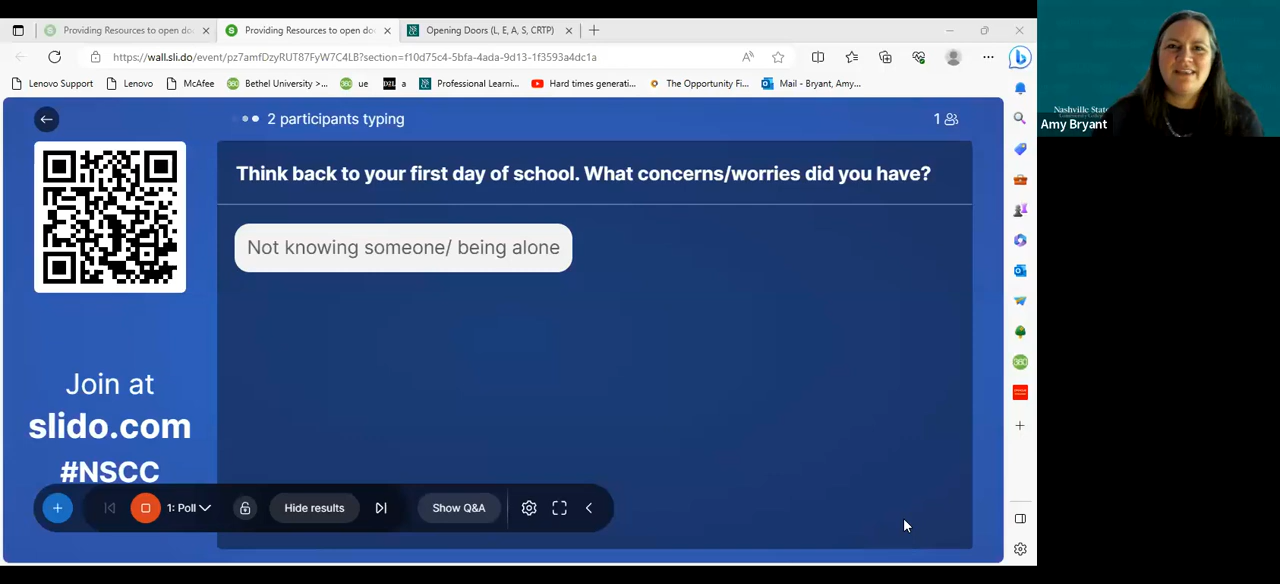 Providing Resources to open do
Providing Resources to open do
Opening Doors (L, E, A, S, CRTP)
https://wall.sli.do/event/pz7amfDzyRUT87FyW7C4LB?section=f10d75c4-5bfa-4ada-9d13-1f3593a4dc1a
Lenovo Support
Lenovo
McAfee
Bethel University >...
ue
D2L
a
Professional Learni...
Hard times generati...
The Opportunity Fi...
Mail - Bryant, Amy...
2 participants typing
1
Think back to your first day of school. What concerns/worries did you have?
Not knowing someone/ being alone
Join at
slido.com
#NSCC
1: Poll
Hide results
Show Q&A
360
Nashville State
Amy Bryant